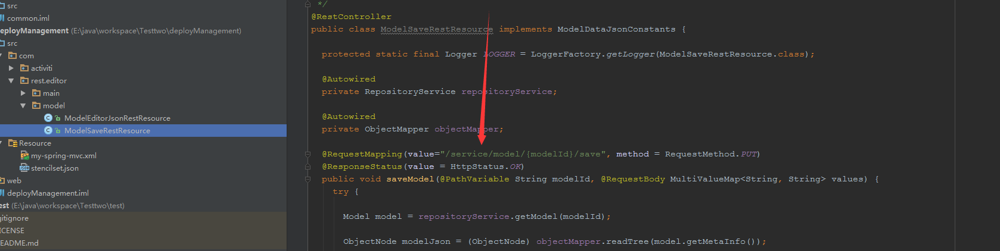 src
common.iml
eployManagement (E:\java\workspace\Testtwo\deployManagement)
src
com
activiti
rest.editor
main
model
ModelEditorJsonRestResource
ModelSaveRestResource
Resource
my-spring-mvc.xml
stencilset.json
web
deployManagement.iml
est (E:\java\workspace\Testtwo\test)
gitignore
ICENSE
EADME.md
*/
@RestController
public class ModelSaveRestResource implements ModelDataJsonConstants {
protected static final Logger LOGGER = LoggerFactory.getLogger(ModelSaveRestResource.class);
@Autowired
private RepositoryService repositoryService;
@Autowired
private ObjectMapper objectMapper;
@RequestMapping(value="/service/model/{modelId}/save", method = RequestMethod.PUT)
@ResponseStatus(value = HttpStatus.OK)
public void saveModel(@PathVariable String modelId, @RequestBody MultiValueMap<String, String> values) {
try {
Model model = repositoryService.getModel(modelId);
ObjectNode modelJson = (ObjectNode) objectMapper.readTree(model.getMetaInfo());